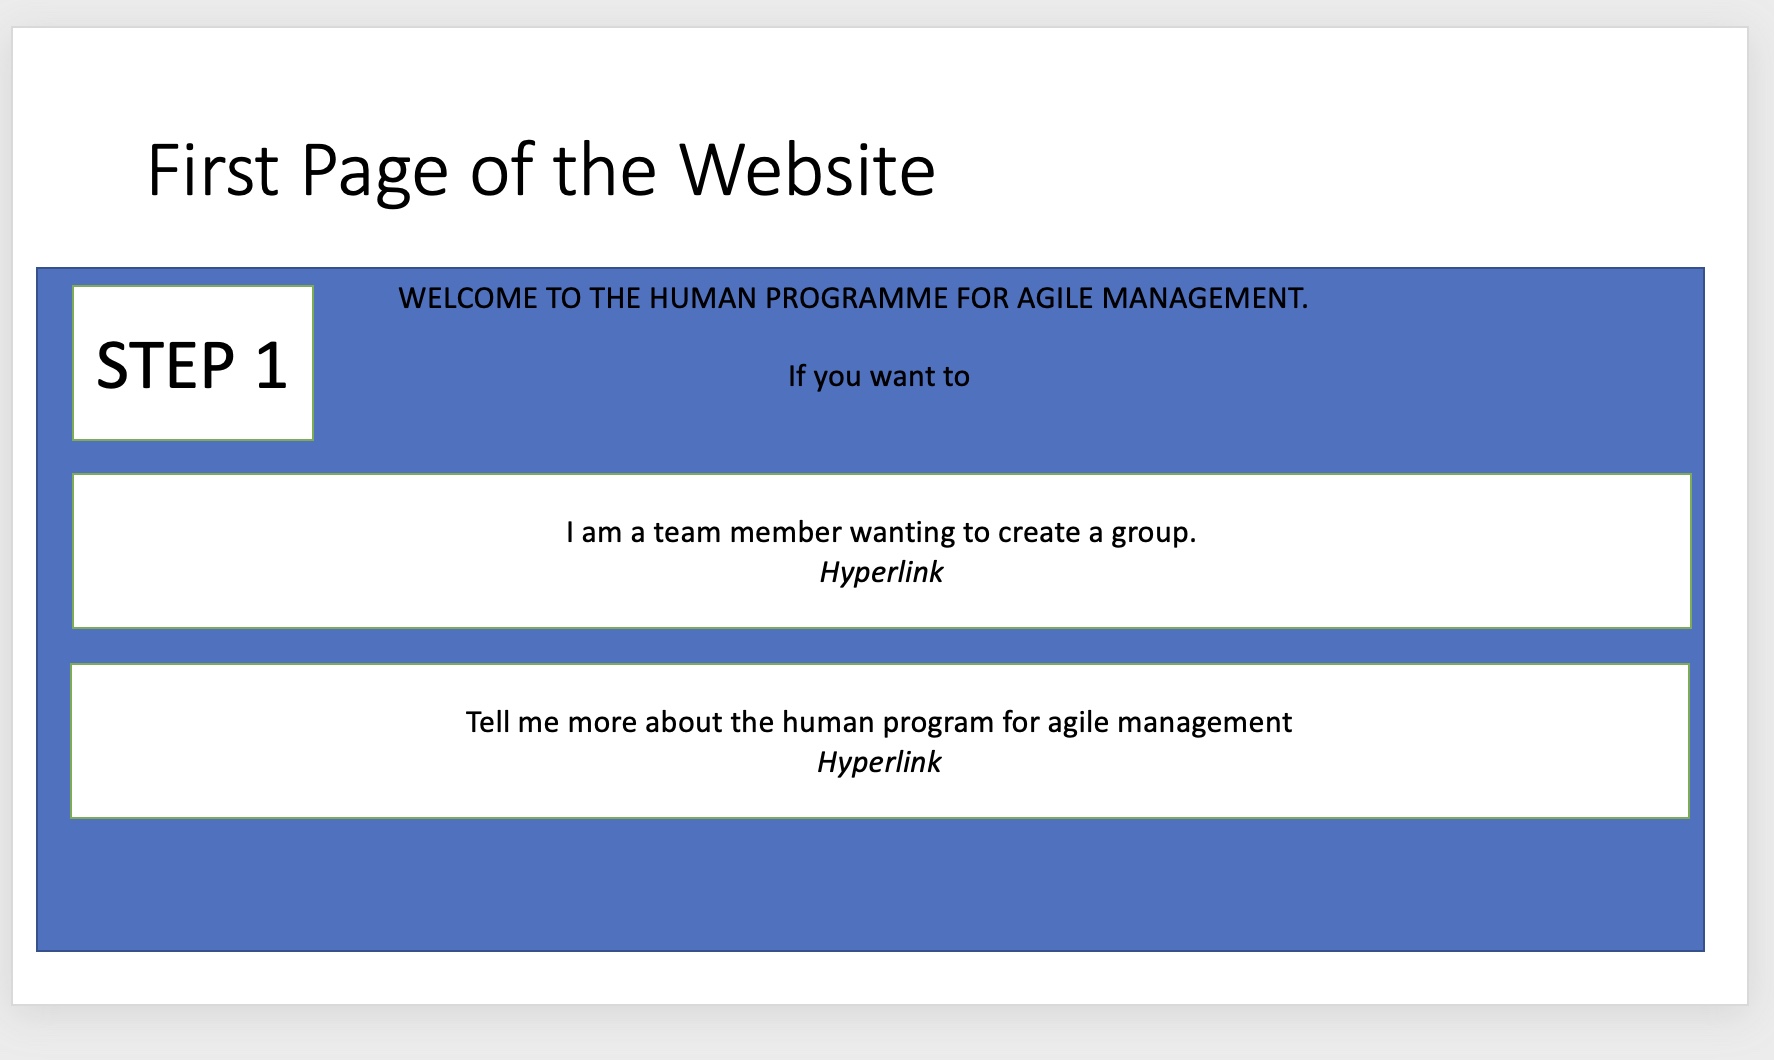 First Page of the Website
WELCOME TO THE HUMAN PROGRAMME FOR AGILE MANAGEMENT.
STEP 1
If you want to
I am a team member wanting to create a group.
Hyperlink
Tell me more about the human program for agile management
Hyperlink